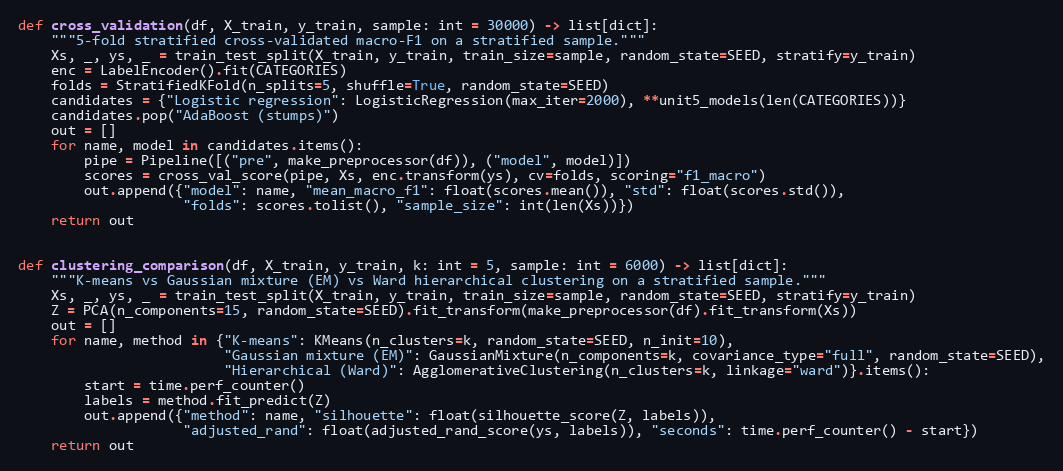 def cross_validation(df, X_train, y_train, sample: int = 30000) -> list[dict]:
    """5-fold stratified cross-validated macro-F1 on a stratified sample."""
    Xs, _, ys, _ = train_test_split(X_train, y_train, train_size=sample, random_state=SEED, stratify=y_train)
    enc = LabelEncoder().fit(CATEGORIES)
    folds = StratifiedKFold(n_splits=5, shuffle=True, random_state=SEED)
    candidates = {"Logistic regression": LogisticRegression(max_iter=2000), **unit5_models(len(CATEGORIES))}
    candidates.pop("AdaBoost (stumps)")
    out = []
    for name, model in candidates.items():
        pipe = Pipeline([("pre", make_preprocessor(df)), ("model", model)])
        scores = cross_val_score(pipe, Xs, enc.transform(ys), cv=folds, scoring="f1_macro")
        out.append({"model": name, "mean_macro_f1": float(scores.mean()), "std": float(scores.std()),
                    "folds": scores.tolist(), "sample_size": int(len(Xs))})
    return out


def clustering_comparison(df, X_train, y_train, k: int = 5, sample: int = 6000) -> list[dict]:
    """K-means vs Gaussian mixture (EM) vs Ward hierarchical clustering on a stratified sample."""
    Xs, _, ys, _ = train_test_split(X_train, y_train, train_size=sample, random_state=SEED, stratify=y_train)
    Z = PCA(n_components=15, random_state=SEED).fit_transform(make_preprocessor(df).fit_transform(Xs))
    out = []
    for name, method in {"K-means": KMeans(n_clusters=k, random_state=SEED, n_init=10),
                         "Gaussian mixture (EM)": GaussianMixture(n_components=k, covariance_type="full", random_state=SEED),
                         "Hierarchical (Ward)": AgglomerativeClustering(n_clusters=k, linkage="ward")}.items():
        start = time.perf_counter()
        labels = method.fit_predict(Z)
        out.append({"method": name, "silhouette": float(silhouette_score(Z, labels)),
                    "adjusted_rand": float(adjusted_rand_score(ys, labels)), "seconds": time.perf_counter() - start})
    return out